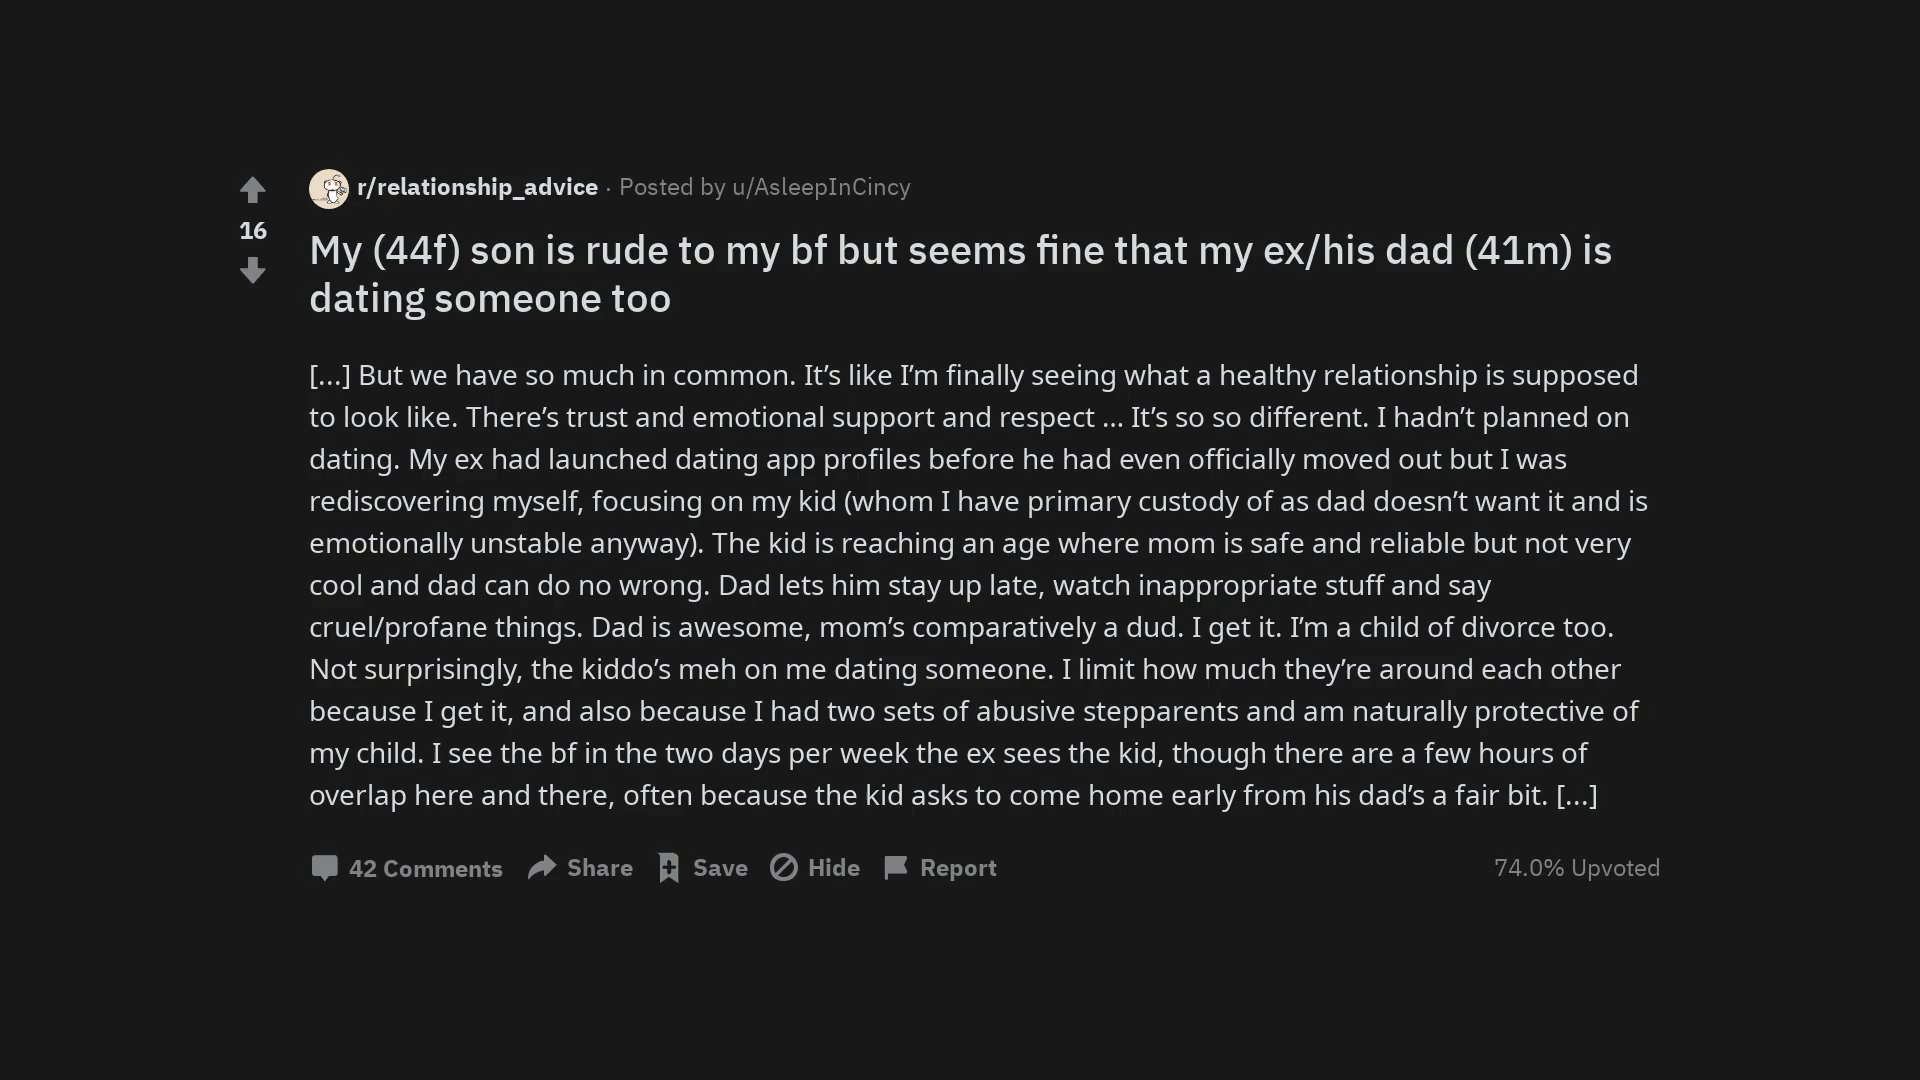 r/relationship_advice · Posted by u/AsleepInCincy
16
My (44f) son is rude to my bf but seems fine that my ex/his dad (41m) is
dating someone too
[...] But we have so much in common. It’s like I’m finally seeing what a healthy relationship is supposed
to look like. There’s trust and emotional support and respect ... It’s so so different. I hadn’t planned on
dating. My ex had launched dating app profiles before he had even officially moved out but I was
rediscovering myself, focusing on my kid (whom I have primary custody of as dad doesn’t want it and is
emotionally unstable anyway). The kid is reaching an age where mom is safe and reliable but not very
cool and dad can do no wrong. Dad lets him stay up late, watch inappropriate stuff and say
cruel/profane things. Dad is awesome, mom’s comparatively a dud. I get it. I’m a child of divorce too.
Not surprisingly, the kiddo’s meh on me dating someone. I limit how much they’re around each other
because I get it, and also because I had two sets of abusive stepparents and am naturally protective of
my child. I see the bf in the two days per week the ex sees the kid, though there are a few hours of
overlap here and there, often because the kid asks to come home early from his dad’s a fair bit. [...]
42 Comments Share Save Hide Report 74.0% Upvoted